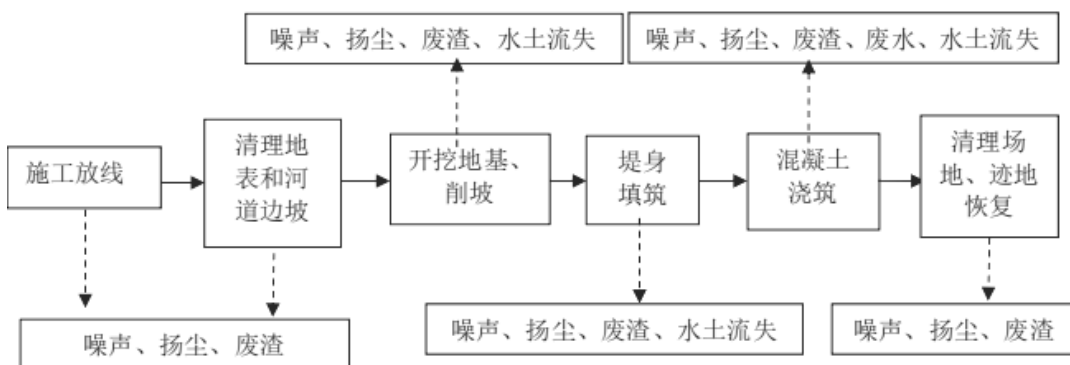 噪声、扬尘、废渣、水土流失
噪声、扬尘、废渣、废水、水土流失
施工放线
清理地
表和河
道边坡
开挖地基、
削坡
堤身
填筑
混凝土
浇筑
清理场
地、迹地
恢复
噪声、扬尘、废渣
噪声、扬尘、废渣、水土流失
噪声、扬尘、废渣